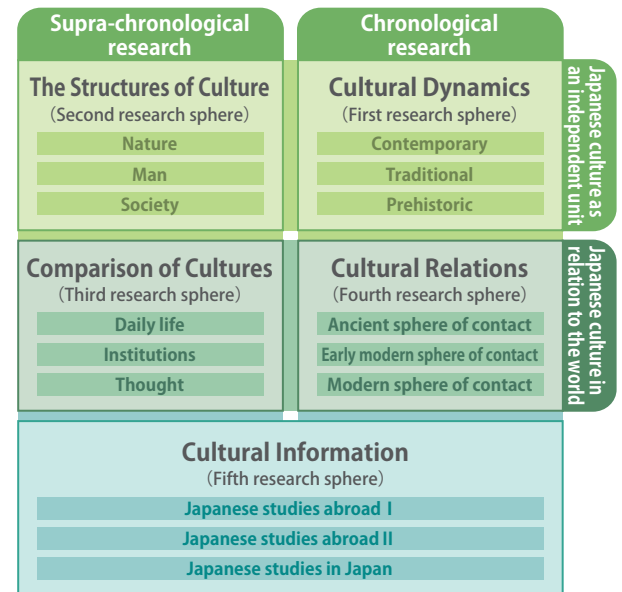 Supra-chronological
research
Chronological
research
The Structures of Culture
（Second research sphere）
Nature
Man
Society
Cultural Dynamics
（First research sphere）
Contemporary
Traditional
Prehistoric
Japanese culture as
an independent unit
Comparison of Cultures
（Third research sphere）
Daily life
Institutions
Thought
Cultural Relations
（Fourth research sphere）
Ancient sphere of contact
Early modern sphere of contact
Modern sphere of contact
Japanese culture in
relation to the world
Cultural Information
（Fifth research sphere）
Japanese studies abroad I
Japanese studies abroad II
Japanese studies in Japan